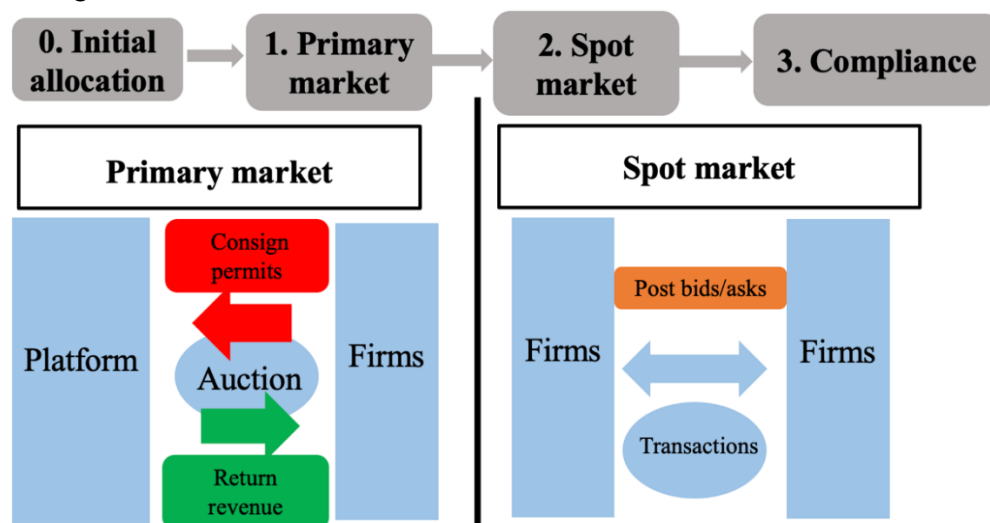 0. Initial
allocation
1. Primary
market
2. Spot
market
3. Compliance
Primary market
Spot market
Platform
Consign
permits
Auction
Return
revenue
Firms
Firms
Post bids/asks
Transactions
Firms